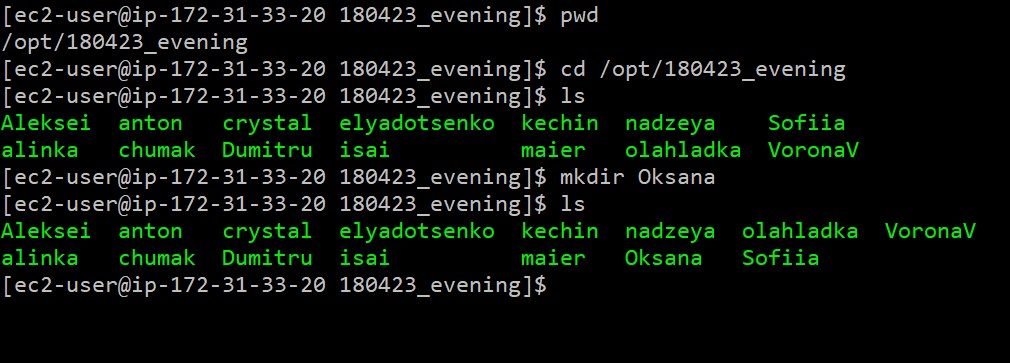 [ec2-user@ip-172-31-33-20 180423_evening]$ pwd
/opt/180423_evening
[ec2-user@ip-172-31-33-20 180423_evening]$ cd /opt/180423_evening
[ec2-user@ip-172-31-33-20 180423_evening]$ ls
Aleksei  anton   crystal  elyadotsenko  kechin  nadzeya    Sofiia
alinka   chumak  Dumitru  isai          maier   olahladka  VoronaV
[ec2-user@ip-172-31-33-20 180423_evening]$ mkdir Oksana
[ec2-user@ip-172-31-33-20 180423_evening]$ ls
Aleksei  anton   crystal  elyadotsenko  kechin  nadzeya  olahladka  VoronaV
alinka   chumak  Dumitru  isai          maier   Oksana   Sofiia
[ec2-user@ip-172-31-33-20 180423_evening]$